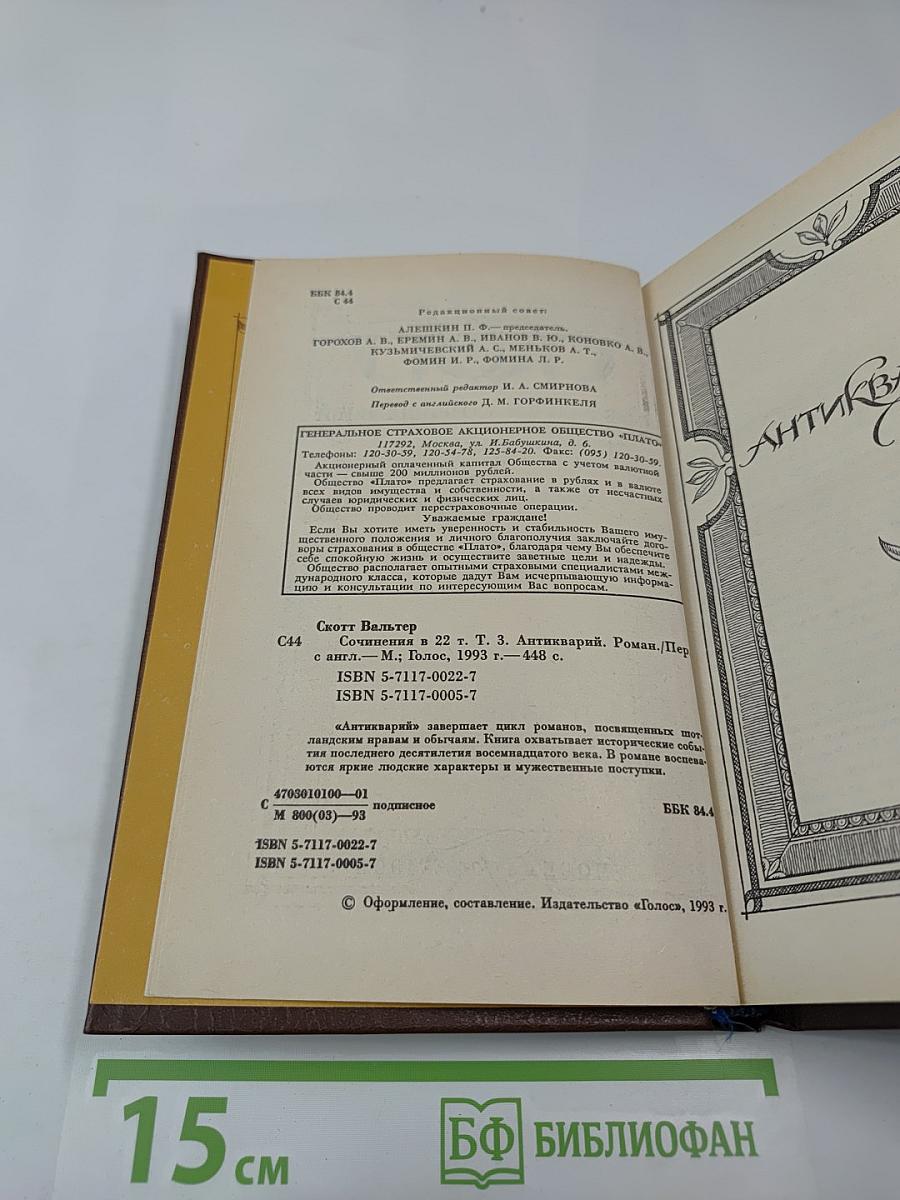 ББК 84.4
С 44
Редакционный совет:
АЛЕШКИН П. Ф.— председатель.
ГОРОХОВ А. В., ЕРЕМИН А. В., ИВАНОВ В. Ю., КОНОВКО А. В.,
КУЗЬМИЧЕВСКИЙ А. С., МЕНЬКОВ А. Т.,
ФОМИН И. Р., ФОМИНА Л. Р.
Ответственный редактор И. А. СМИРНОВА
Перевод с английского Д. М. ГОРФИНКЕЛЯ
ГЕНЕРАЛЬНОЕ СТРАХОВОЕ АКЦИОНЕРНОЕ ОБЩЕСТВО «ПЛАТО»
117292, Москва, ул. И.Бабушкина, д. 6.
Телефоны: 120-30-59, 120-54-78, 125-84-20. Факс: (095) 120-30-59.
Акционерный оплаченный капитал Общества с учетом валютной
части — свыше 200 миллионов рублей.
Общество «Плато» предлагает страхование в рублях и в валюте
всех видов имущества и собственности, а также от несчастных
случаев юридических и физических лиц.
Общество проводит перестраховочные операции.
Уважаемые граждане!
Если Вы хотите иметь уверенность и стабильность Вашего иму-
щественного положения и личного благополучия заключайте дого-
воры страхования в обществе «Плато», благодаря чему Вы обеспечите
себе спокойную жизнь и осуществите заветные цели и надежды.
Общество располагает опытными страховыми специалистами меж-
дународного класса, которые дадут Вам исчерпывающую информа-
цию и консультации по интересующим Вас вопросам.
Скотт Вальтер
С44 Сочинения в 22 т. Т. 3. Антикварий. Роман./Пер
с англ.— М.; Голос, 1993 г.— 448 с.
ISBN 5-7117-0022-7
ISBN 5-7117-0005-7
«Антикварий» завершает цикл романов, посвященных шот-
ландским нравам и обычаям. Книга охватывает исторические собы-
тия последнего десятилетия восемнадцатого века. В романе воспева-
ются яркие людские характеры и мужественные поступки.
С 4703010100—01
М 800(03)—93 подписное
ББК 84.4
ISBN 5-7117-0022-7
ISBN 5-7117-0005-7
© Оформление, составление. Издательство «Голос», 1993 г.
АНТИКВА
15 см
БФ БИБЛИОФАН